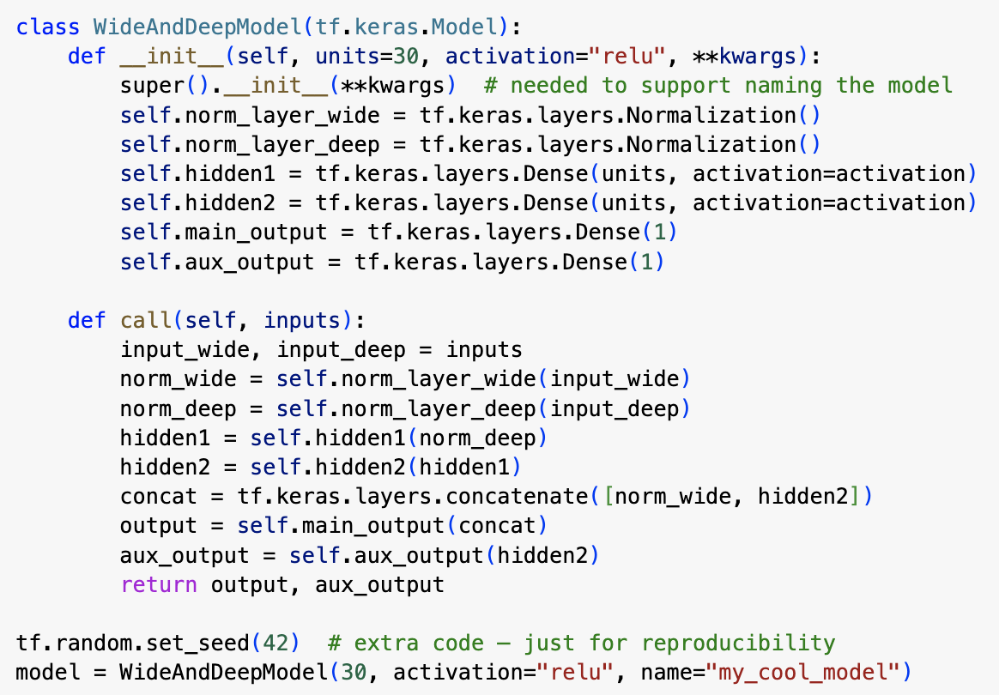 class WideAndDeepModel(tf.keras.Model):
    def __init__(self, units=30, activation="relu", **kwargs):
        super().__init__(**kwargs)  # needed to support naming the model
        self.norm_layer_wide = tf.keras.layers.Normalization()
        self.norm_layer_deep = tf.keras.layers.Normalization()
        self.hidden1 = tf.keras.layers.Dense(units, activation=activation)
        self.hidden2 = tf.keras.layers.Dense(units, activation=activation)
        self.main_output = tf.keras.layers.Dense(1)
        self.aux_output = tf.keras.layers.Dense(1)

    def call(self, inputs):
        input_wide, input_deep = inputs
        norm_wide = self.norm_layer_wide(input_wide)
        norm_deep = self.norm_layer_deep(input_deep)
        hidden1 = self.hidden1(norm_deep)
        hidden2 = self.hidden2(hidden1)
        concat = tf.keras.layers.concatenate([norm_wide, hidden2])
        output = self.main_output(concat)
        aux_output = self.aux_output(hidden2)
        return output, aux_output

tf.random.set_seed(42)  # extra code – just for reproducibility
model = WideAndDeepModel(30, activation="relu", name="my_cool_model")